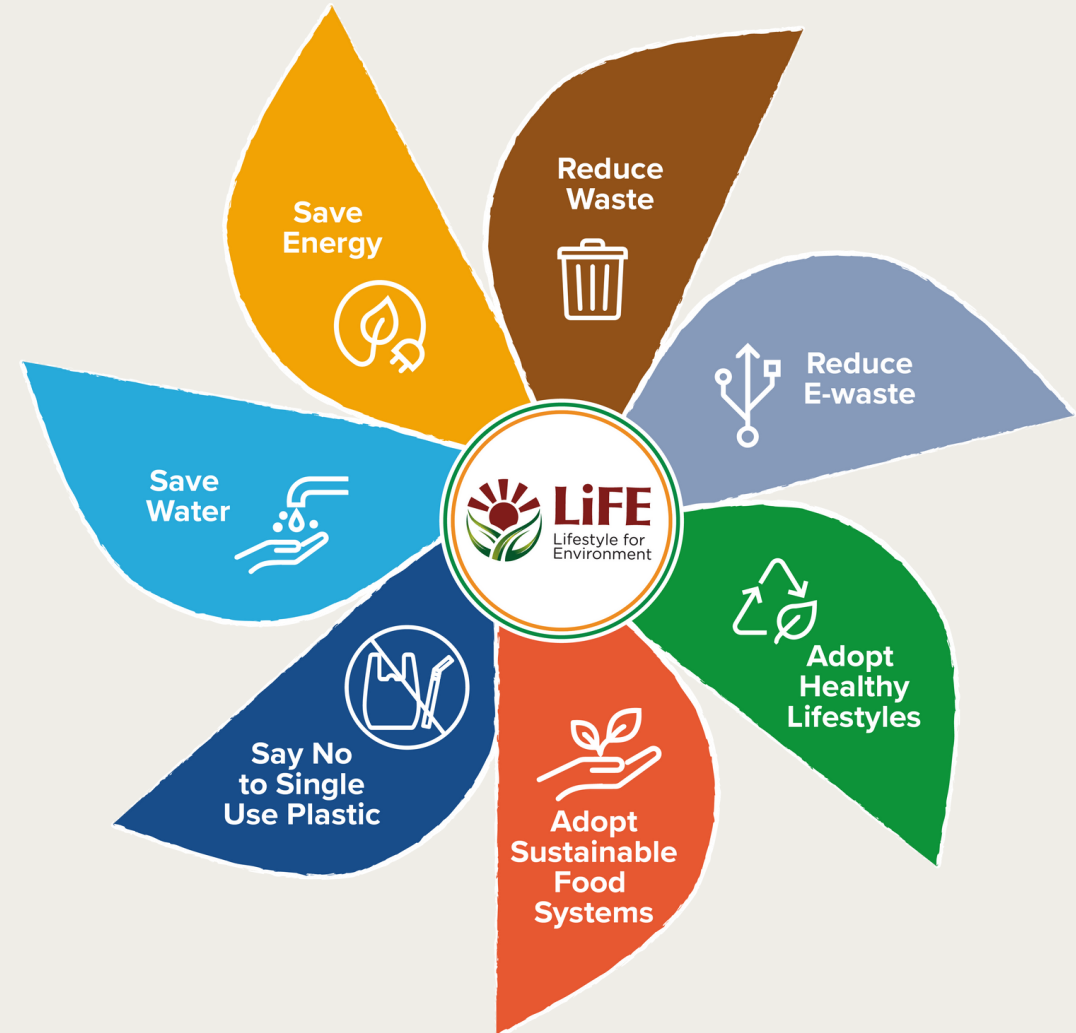 Reduce
Waste
Save
Energy
Reduce
E-waste
Save
Water
LiFE
Lifestyle for
Environment
Adopt
Healthy
Lifestyles
Say No
to Single
Use Plastic
Adopt
Sustainable
Food
Systems